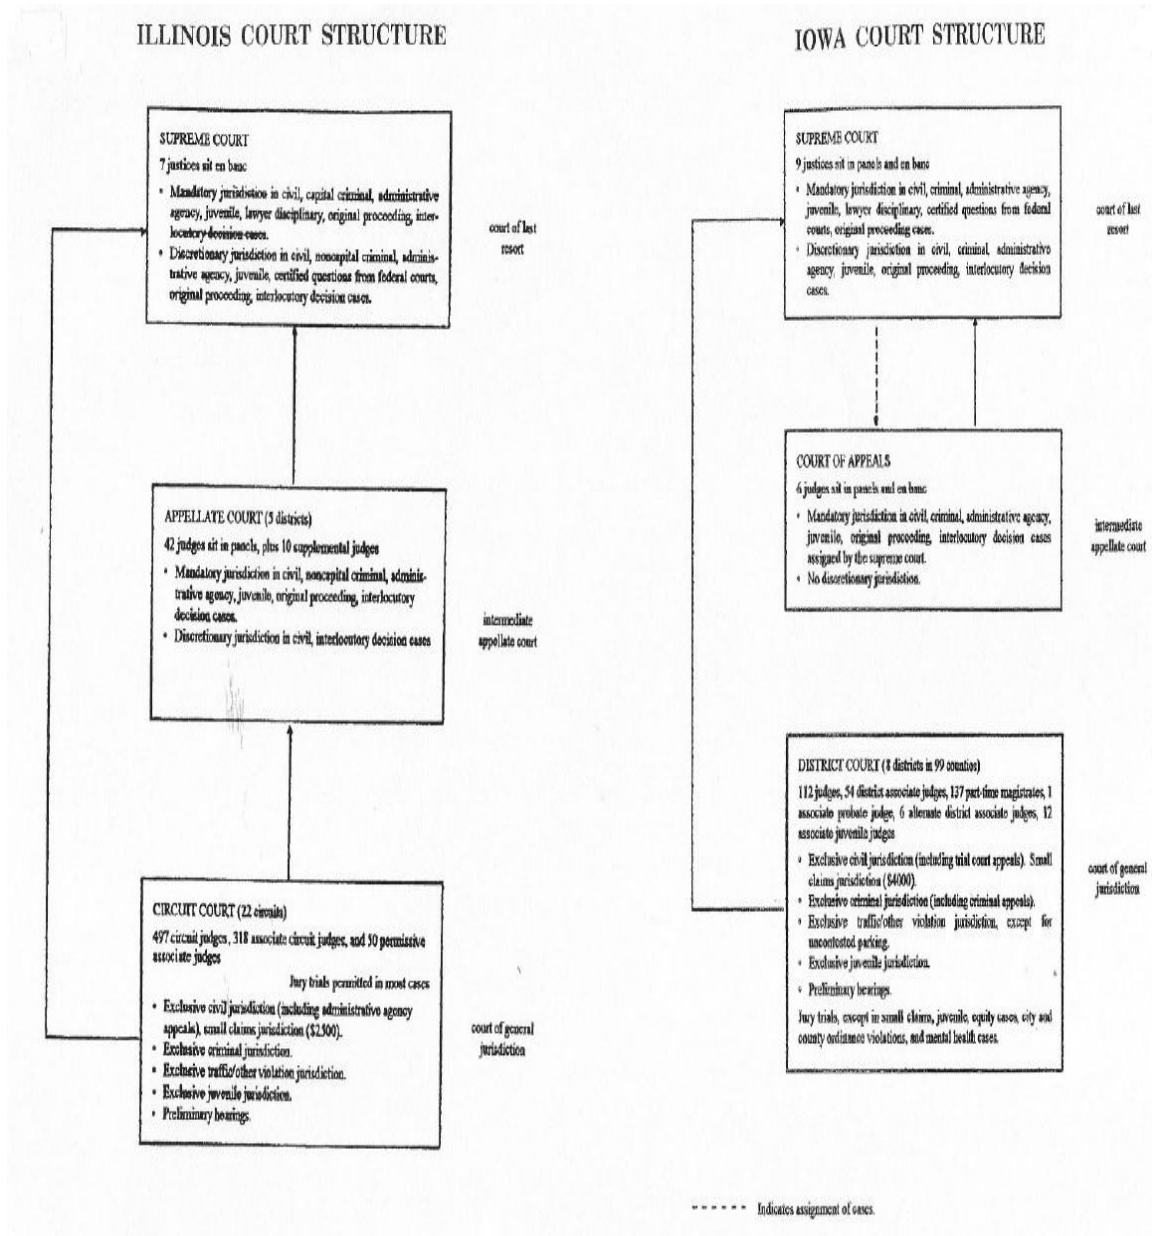 ILLINOIS COURT STRUCTURE
SUPREME COURT
7 justices sit en banc
• Mandatory jurisdiction in civil, capital criminal, administrative
agency, juvenile, lawyer disciplinary, original proceeding, inter-
locutory decision cases.
• Discretionary jurisdiction in civil, noncapital criminal, adminis-
trative agency, juvenile, certified questions from federal courts,
original proceeding, interlocutory decision cases.
court of last
resort
APPELLATE COURT (5 districts)
42 judges sit in panels, plus 10 supplemental judges
• Mandatory jurisdiction in civil, noncapital criminal, adminis-
trative agency, juvenile, original proceeding, interlocutory
decision cases.
• Discretionary jurisdiction in civil, interlocutory decision cases
intermediate
appellate court
CIRCUIT COURT (22 circuits)
497 circuit judges, 318 associate circuit judges, and 50 permissive
associate judges
Jury trials permitted in most cases
• Exclusive civil jurisdiction (including administrative agency
appeals), small claims jurisdiction ($2500).
• Exclusive criminal jurisdiction.
• Exclusive traffic/other violation jurisdiction.
• Exclusive juvenile jurisdiction.
• Preliminary hearings.
court of general
jurisdiction
IOWA COURT STRUCTURE
SUPREME COURT
9 justices sit in panels and en banc
• Mandatory jurisdiction in civil, criminal, administrative agency,
juvenile, lawyer disciplinary, certified questions from federal
courts, original proceeding cases.
• Discretionary jurisdiction in civil, criminal, administrative
agency, juvenile, original proceeding, interlocutory decision
cases.
court of last
resort
COURT OF APPEALS
6 judges sit in panels and en banc
• Mandatory jurisdiction in civil, criminal, administrative agency,
juvenile, original proceeding, interlocutory decision cases
assigned by the supreme court.
• No discretionary jurisdiction.
intermediate
appellate court
DISTRICT COURT (8 districts in 99 counties)
112 judges, 54 district associate judges, 137 part-time magistrates, 1
associate probate judge, 6 alternate district associate judges, 12
associate juvenile judges
• Exclusive civil jurisdiction (including trial court appeals). Small
claims jurisdiction ($4000).
• Exclusive criminal jurisdiction (including criminal appeals).
• Exclusive traffic/other violation jurisdiction, except for
uncontested parking.
• Exclusive juvenile jurisdiction.
• Preliminary hearings.
Jury trials, except in small claims, juvenile, equity cases, city and
county ordinance violations, and mental health cases.
court of general
jurisdiction
Indicates assignment of cases.